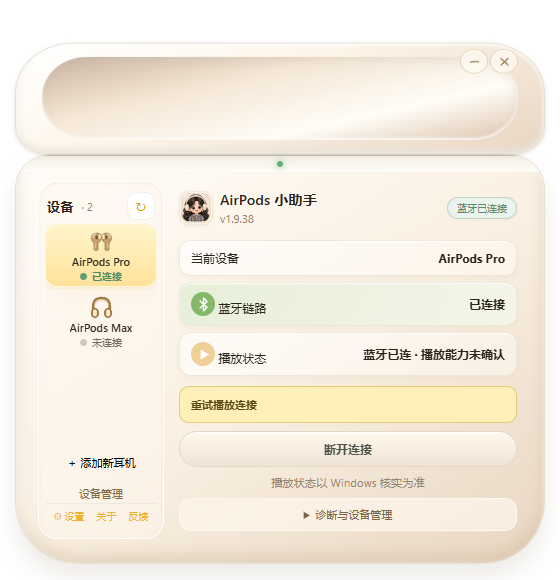 设备 · 2
AirPods Pro
已连接
AirPods Max
未连接
+ 添加新耳机
设备管理
设置 关于 反馈
AirPods 小助手
v1.9.38
蓝牙已连接
当前设备 AirPods Pro
蓝牙链路 已连接
播放状态 蓝牙已连 · 播放能力未确认
重试播放连接
断开连接
播放状态以 Windows 核实为准
▶ 诊断与设备管理